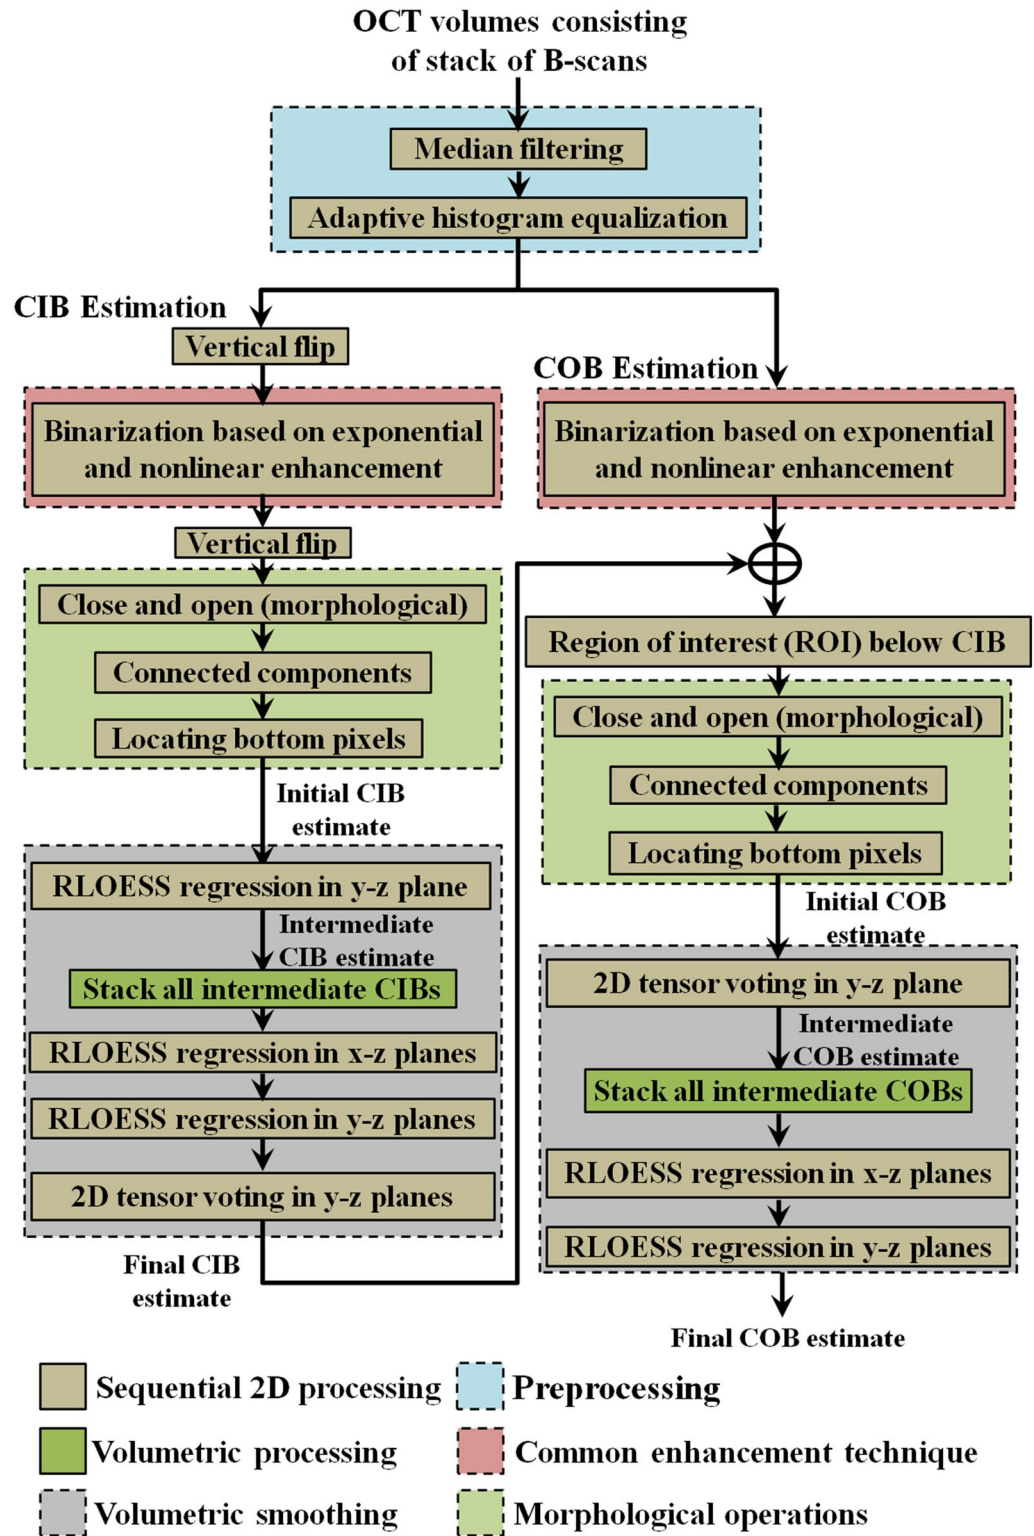 OCT volumes consisting
of stack of B-scans
Median filtering
Adaptive histogram equalization
CIB Estimation
Vertical flip
Binarization based on exponential
and nonlinear enhancement
Vertical flip
Close and open (morphological)
Connected components
Locating bottom pixels
Initial CIB
estimate
RLOESS regression in y-z plane
Intermediate
CIB estimate
Stack all intermediate CIBs
RLOESS regression in x-z planes
RLOESS regression in y-z planes
2D tensor voting in y-z planes
Final CIB
estimate
COB Estimation
Binarization based on exponential
and nonlinear enhancement
Region of interest (ROI) below CIB
Close and open (morphological)
Connected components
Locating bottom pixels
Initial COB
estimate
2D tensor voting in y-z plane
Intermediate
COB estimate
Stack all intermediate COBs
RLOESS regression in x-z planes
RLOESS regression in y-z planes
Final COB estimate
Sequential 2D processing
Preprocessing
Volumetric processing
Common enhancement technique
Volumetric smoothing
Morphological operations